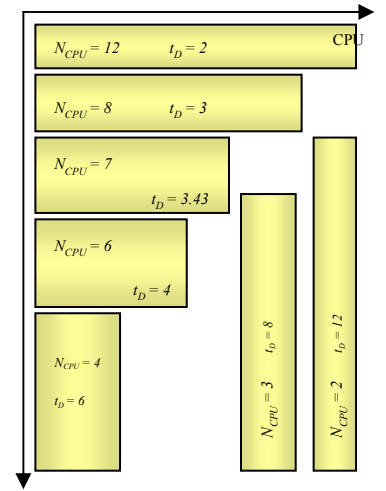 CPU
N_CPU = 12 t_D = 2
N_CPU = 8 t_D = 3
N_CPU = 7
t_D = 3.43
N_CPU = 6
t_D = 4
N_CPU = 4
t_D = 6
N_CPU = 3 t_D = 8
N_CPU = 2 t_D = 12